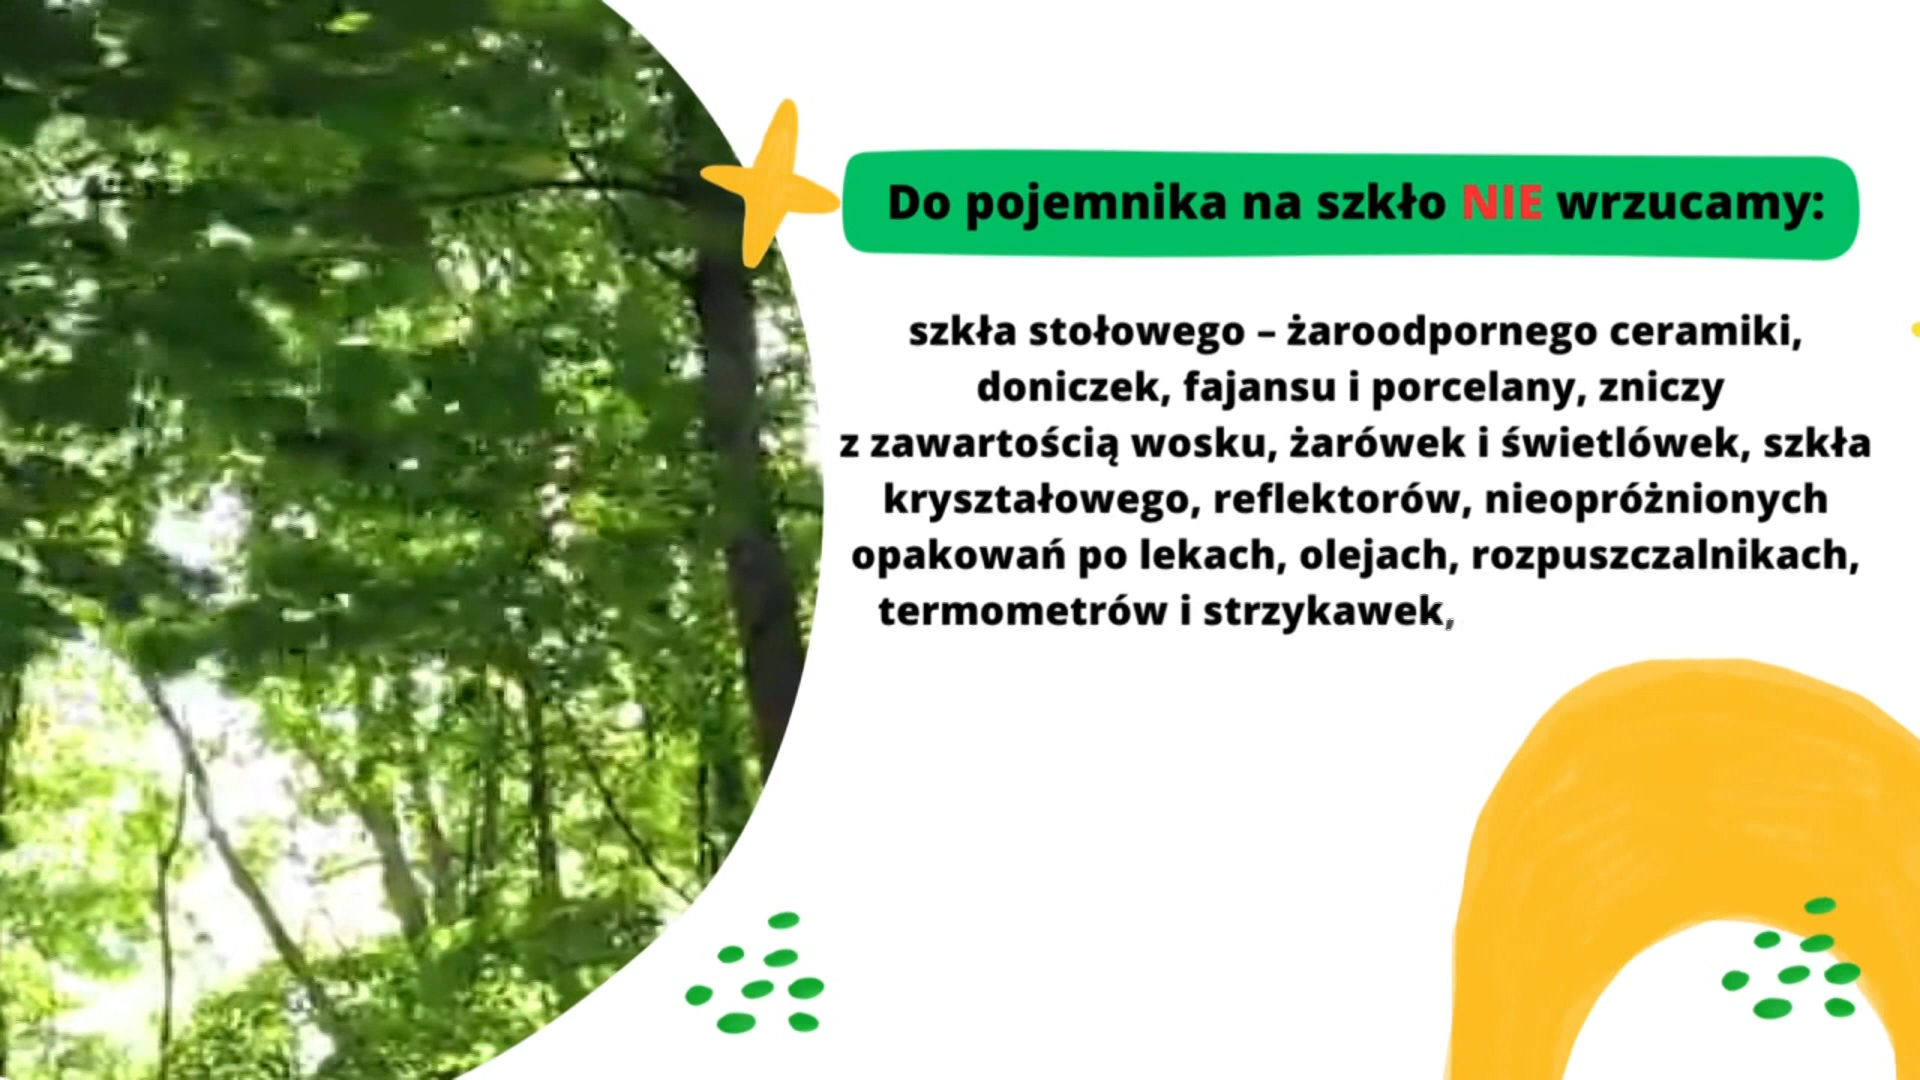 Do pojemnika na szkło NIE wrzucamy:
szkła stołowego – żaroodpornego ceramiki,
doniczek, fajansu i porcelany, zniczy
z zawartością wosku, żarówek i świetlówek, szkła
kryształowego, reflektorów, nieopróżnionych
opakowań po lekach, olejach, rozpuszczalnikach,
termometrów i strzykawek,